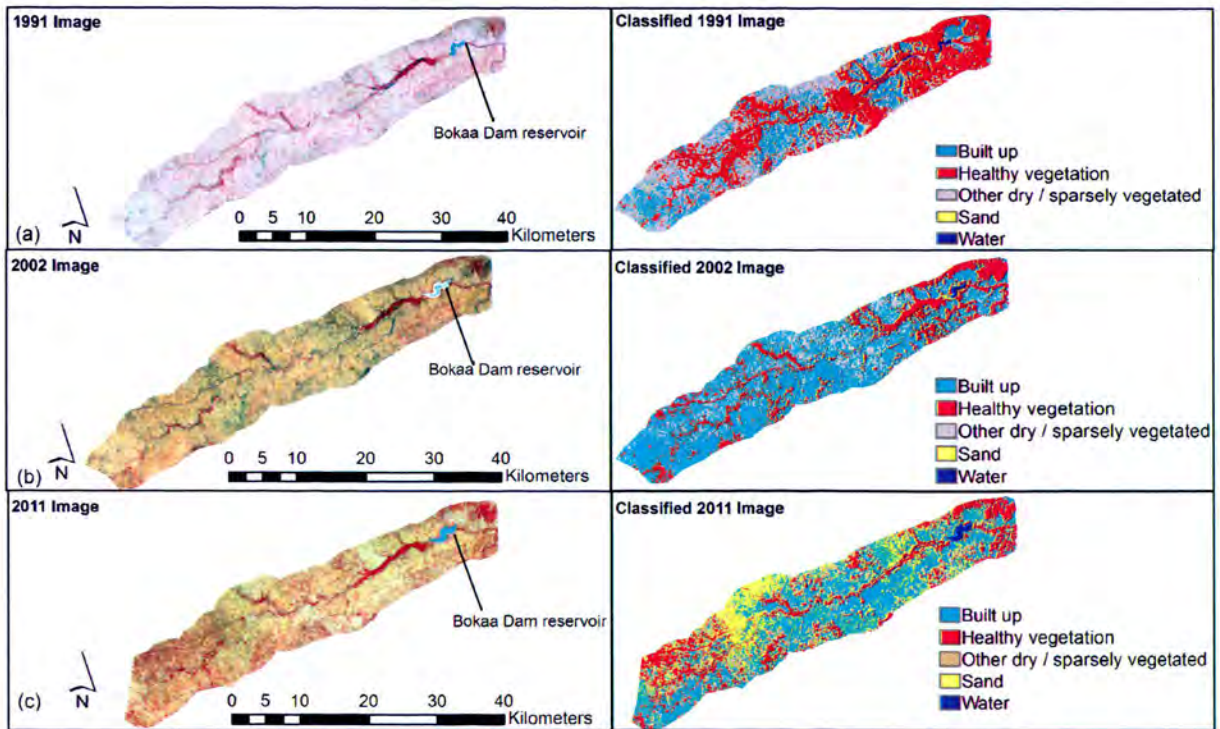 1991 Image
Bokaa Dam reservoir
N
0 5 10 20 30 40
Kilometers
(a)
Classified 1991 Image
Built up
Healthy vegetation
Other dry / sparsely vegetated
Sand
Water
2002 Image
Bokaa Dam reservoir
N
0 5 10 20 30 40
Kilometers
(b)
Classified 2002 Image
Built up
Healthy vegetation
Other dry / sparsely vegetated
Sand
Water
2011 Image
Bokaa Dam reservoir
N
0 5 10 20 30 40
Kilometers
(c)
Classified 2011 Image
Built up
Healthy vegetation
Other dry / sparsely vegetated
Sand
Water